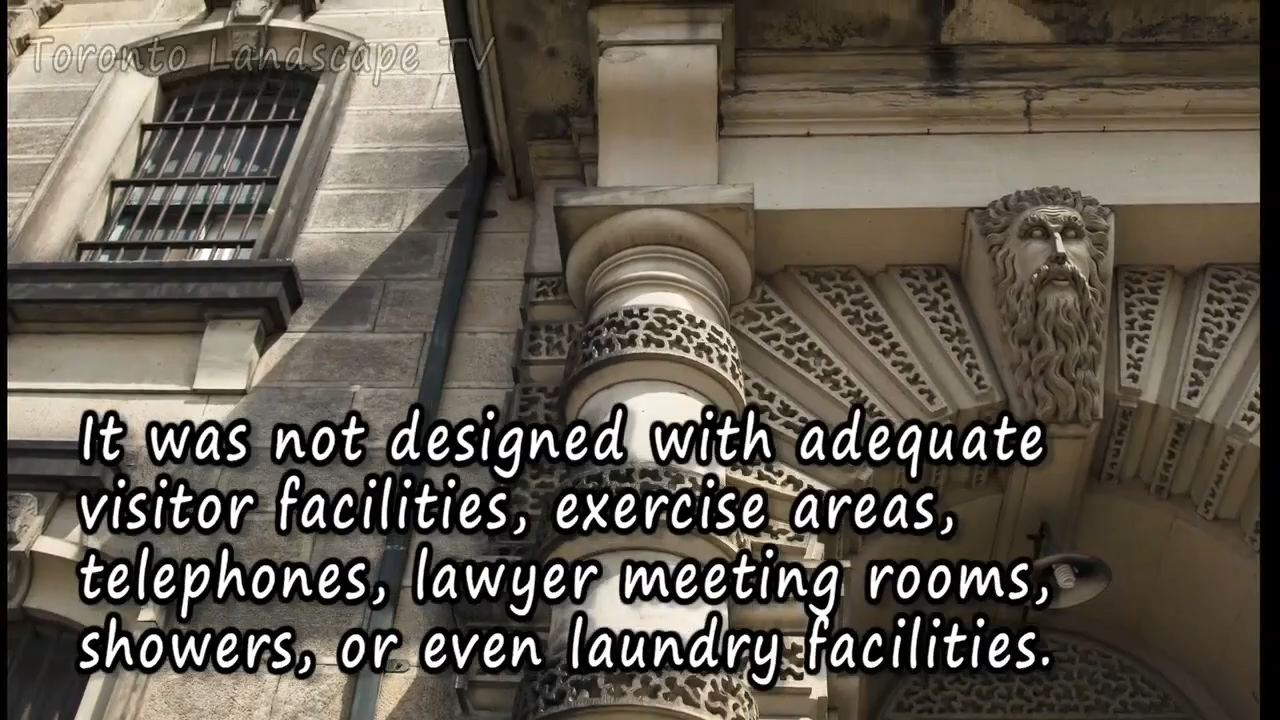 Toronto Landscape TV
It was not designed with adequate
visitor facilities, exercise areas,
telephones, lawyer meeting rooms,
showers, or even laundry facilities.